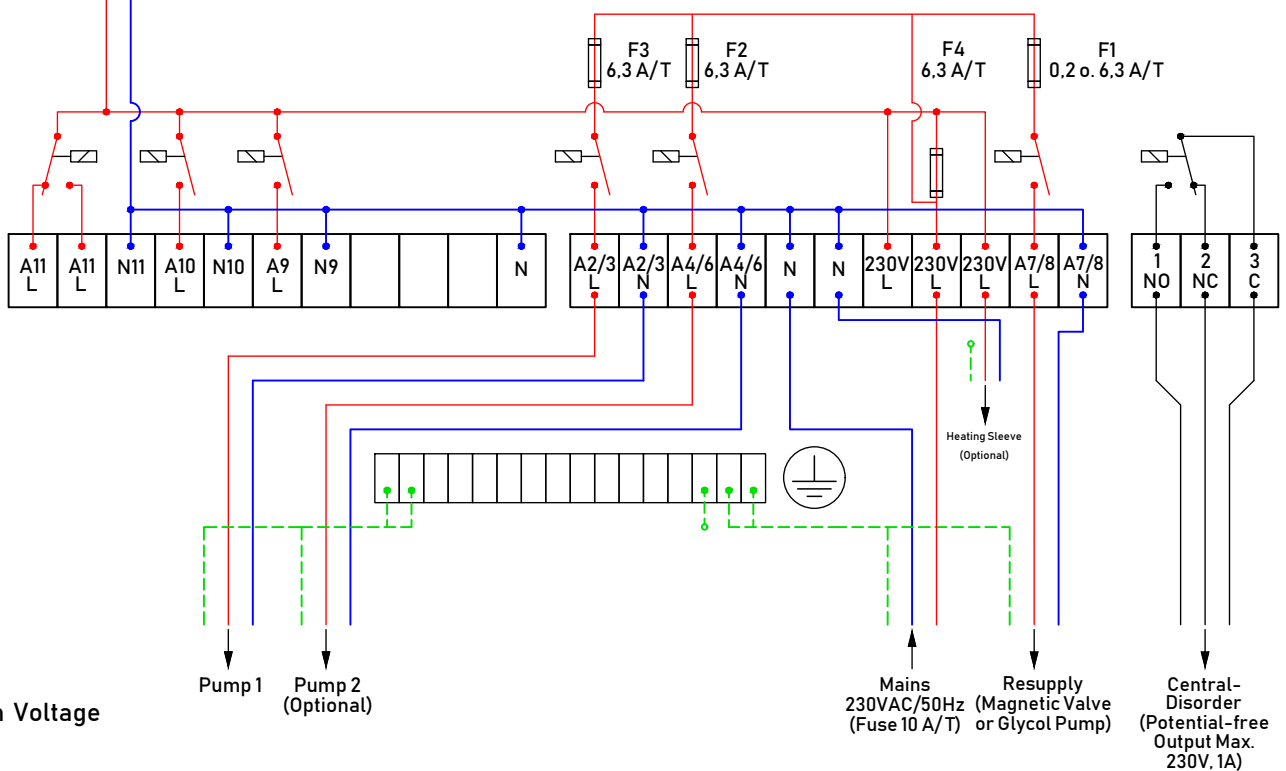 F3
6,3 A/T
F2
6,3 A/T
F4
6,3 A/T
F1
0,2 o. 6,3 A/T
A11
L
A11
L
N11
A10
L
N10
A9
L
N9
N
A2/3
L
A2/3
N
A4/6
L
A4/6
N
N
N
230V
L
230V
L
230V
L
A7/8
L
A7/8
N
1
NO
2
NC
3
C
Heating Sleeve
(Optional)
Pump 1
Pump 2
(Optional)
Mains
230VAC/50Hz
(Fuse 10 A/T)
Resupply
(Magnetic Valve
or Glycol Pump)
Central-
Disorder
(Potential-free
Output Max.
230V, 1A)
Voltage